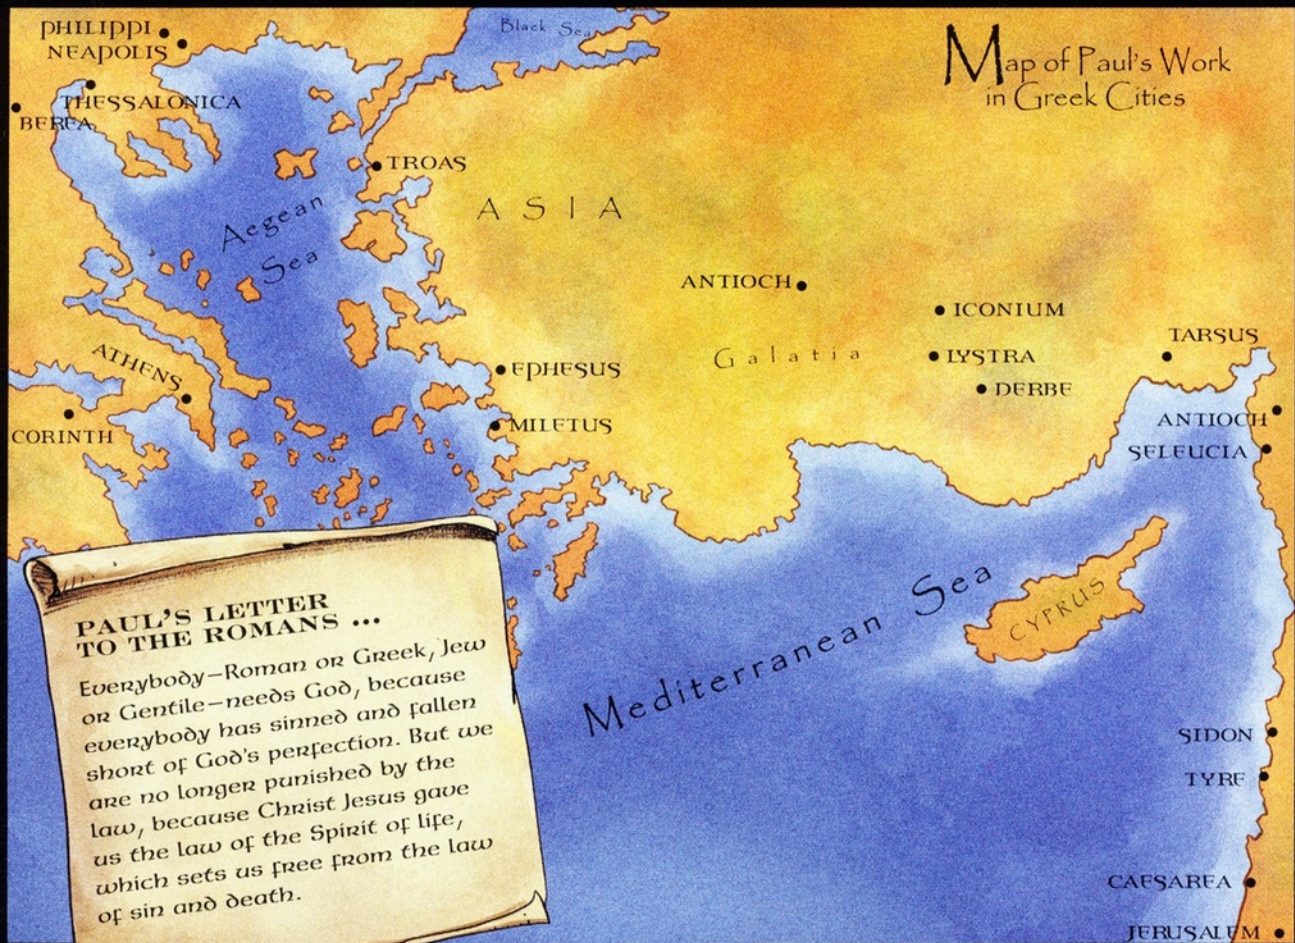 Map of Paul's Work
in Greek Cities
Black Sea
PHILIPPI
NEAPOLIS
THESSALONICA
BEREA
TROAS
Aegean
Sea
ASIA
ANTIOCH
ICONIUM
TARSUS
Galatia
LYSTRA
DERBE
ATHENS
EPHESUS
CORINTH
MILETUS
ANTIOCH
SELEUCIA
Mediterranean Sea
CYPRUS
SIDON
TYRE
CAESAREA
JERUSALEM
PAUL'S LETTER
TO THE ROMANS ...
Everybody—Roman or Greek, Jew
or Gentile—needs God, because
everybody has sinned and fallen
short of God's perfection. But we
are no longer punished by the
law, because Christ Jesus gave
us the law of the Spirit of life,
which sets us free from the law
of sin and death.